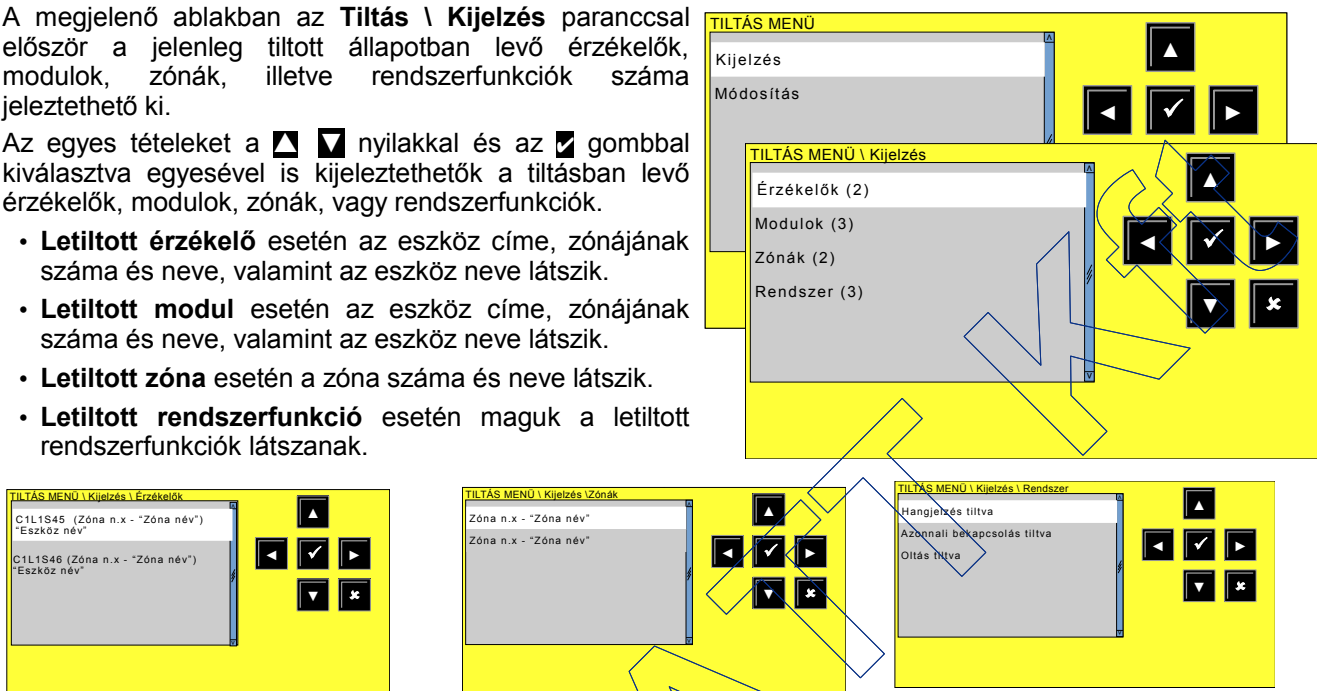 A megjelenő ablakban az Tiltás \ Kijelzés paranccsal
először a jelenleg tiltott állapotban levő érzékelők,
modulok, zónák, illetve rendszerfunkciók száma
jeleztethető ki.
Az egyes tételeket a ▲ ▼ nyilakkal és az ✔ gombbal
kiválasztva egyesével is kijeleztethetők a tiltásban levő
érzékelők, modulok, zónák, vagy rendszerfunkciók.
• Letiltott érzékelő esetén az eszköz címe, zónájának
száma és neve, valamint az eszköz neve látszik.
• Letiltott modul esetén az eszköz címe, zónájának
száma és neve, valamint az eszköz neve látszik.
• Letiltott zóna esetén a zóna száma és neve látszik.
• Letiltott rendszerfunkció esetén maguk a letiltott
rendszerfunkciók látszanak.
TILTÁS MENÜ
Kijelzés
Módosítás
TILTÁS MENÜ \ Kijelzés
Érzékelők (2)
Modulok (3)
Zónák (2)
Rendszer (3)
TILTÁS MENÜ \ Kijelzés \ Érzékelők
C1L1S45 (Zóna n.x - “Zóna név”)
“Eszköz név”
C1L1S46 (Zóna n.x - “Zóna név”)
“Eszköz név”
TILTÁS MENÜ \ Kijelzés \Zónák
Zóna n.x - “Zóna név”
Zóna n.x - “Zóna név”
TILTÁS MENÜ \ Kijelzés \ Rendszer
Hangjelzés tiltva
Azonnali bekapcsolás tiltva
Oltás tiltva